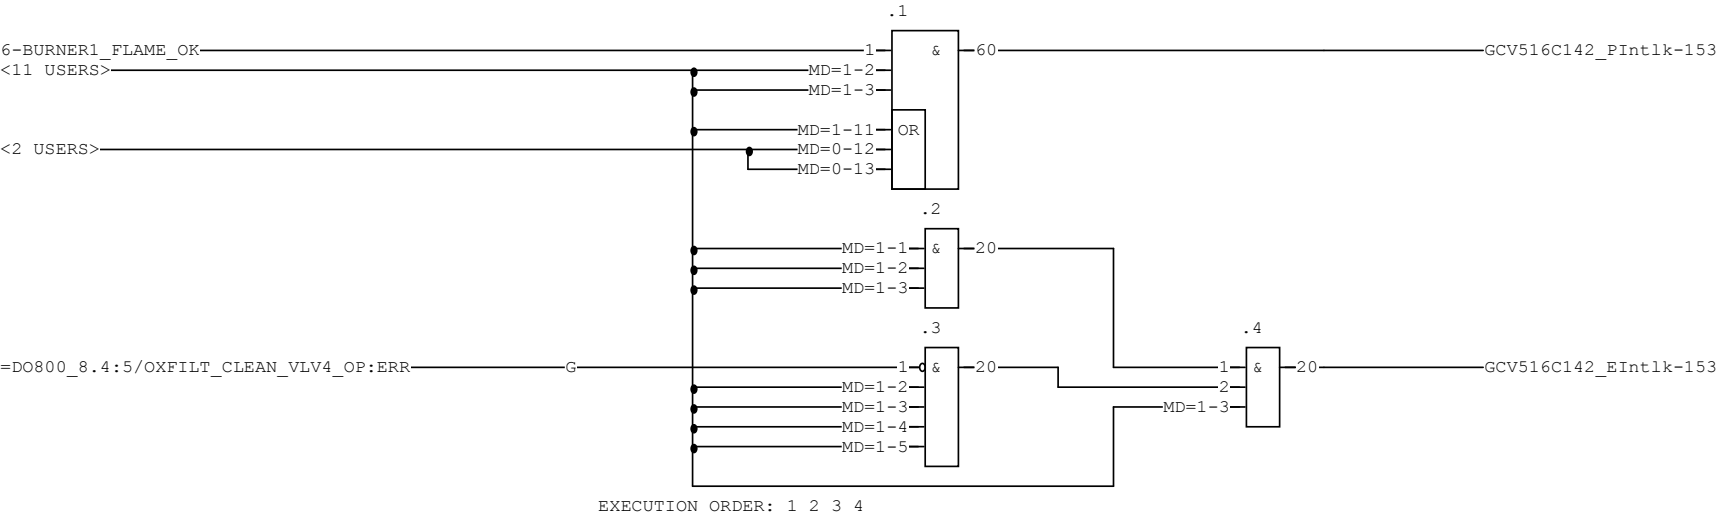 .1
6-BURNER1_FLAME_OK 1 & 60 GCV516C142_PIntlk-153
<11 USERS> MD=1-2
MD=1-3
MD=1-11 OR
<2 USERS> MD=0-12
MD=0-13
.2
MD=1-1 & 20
MD=1-2
MD=1-3
.3 .4
=DO800_8.4:5/OXFILT_CLEAN_VLV4_OP:ERR G 1 & 20 1 & 20 GCV516C142_EIntlk-153
MD=1-2 2
MD=1-3 MD=1-3
MD=1-4
MD=1-5
EXECUTION ORDER: 1 2 3 4